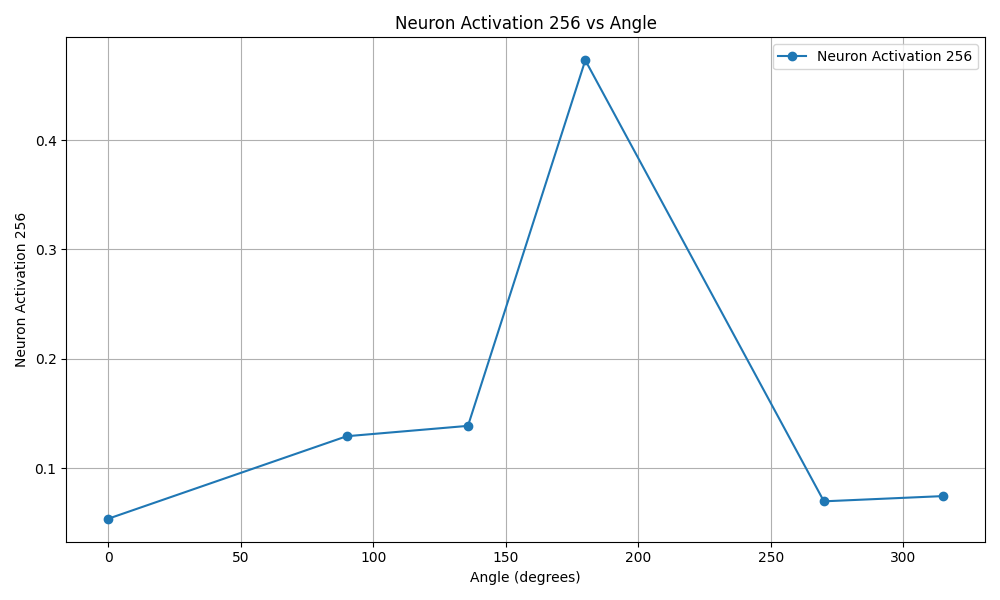 Neuron Activation 256 vs Angle
Neuron Activation 256
Neuron Activation 256
0.4
0.3
0.2
0.1
0 50 100 150 200 250 300
Angle (degrees)